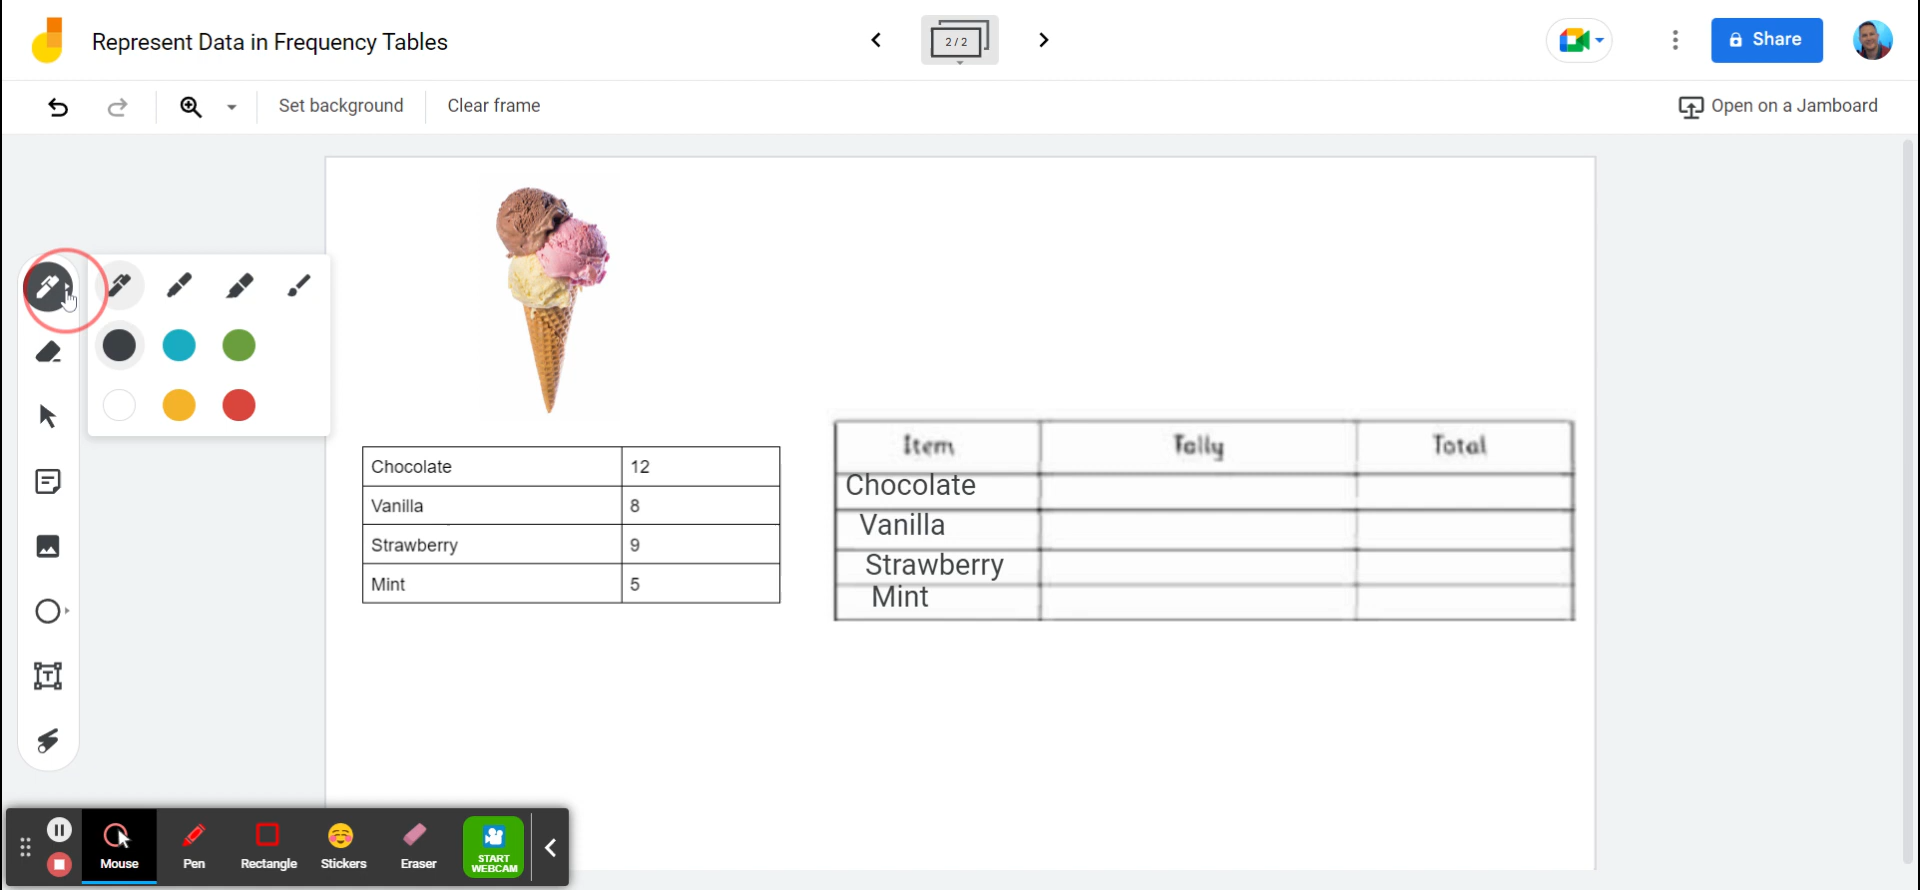 Represent Data in Frequency Tables
2 / 2
Share
Set background
Clear frame
Open on a Jamboard
Chocolate 12
Vanilla 8
Strawberry 9
Mint 5
Item Tally Total
Chocolate
Vanilla
Strawberry
Mint
Mouse
Pen
Rectangle
Stickers
Eraser
START
WEBCAM